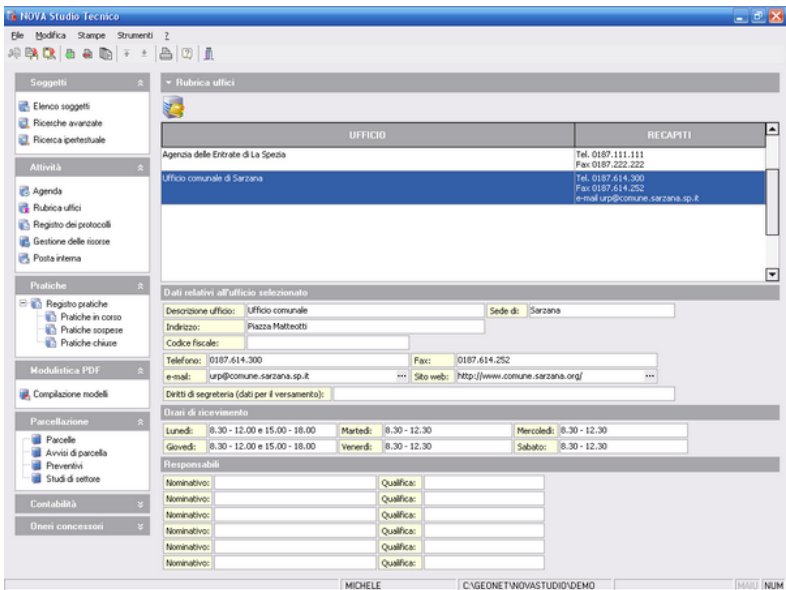 NOVA Studio Tecnico
File Modifica Stampe Strumenti ?
Soggetti
Elenco soggetti
Ricerche avanzate
Ricerca ipertestuale
Attività
Agenda
Rubrica uffici
Registro dei protocolli
Gestione delle risorse
Posta interna
Pratiche
Registro pratiche
Pratiche in corso
Pratiche sospese
Pratiche chiuse
Modulistica PDF
Compilazione modelli
Parcellazione
Parcelle
Avvisi di parcella
Preventivi
Studi di settore
Contabilità
Oneri concessori
Rubrica uffici
UFFICIO RECAPITI
Agenzia delle Entrate di La Spezia Tel. 0187.111.111
Fax 0187.222.222
Ufficio comunale di Sarzana Tel. 0187.614.300
Fax 0187.614.252
e-mail urp@comune.sarzana.sp.it
Dati relativi all'ufficio selezionato
Descrizione ufficio: Ufficio comunale Sede di: Sarzana
Indirizzo: Piazza Matteotti
Codice fiscale:
Telefono: 0187.614.300 Fax: 0187.614.252
e-mail: urp@comune.sarzana.sp.it ... Sito web: http://www.comune.sarzana.org/ ...
Diritti di segreteria (dati per il versamento):
Orari di ricevimento
Lunedì: 8.30 - 12.00 e 15.00 - 18.00 Martedì: 8.30 - 12.30 Mercoledì: 8.30 - 12.30
Giovedì: 8.30 - 12.00 e 15.00 - 18.00 Venerdì: 8.30 - 12.30 Sabato: 8.30 - 12.30
Responsabili
Nominativo: Qualifica:
Nominativo: Qualifica:
Nominativo: Qualifica:
Nominativo: Qualifica:
Nominativo: Qualifica:
Nominativo: Qualifica:
MICHELE C:\GEONET\NOVASTUDIO\DEMO MAIU NUM